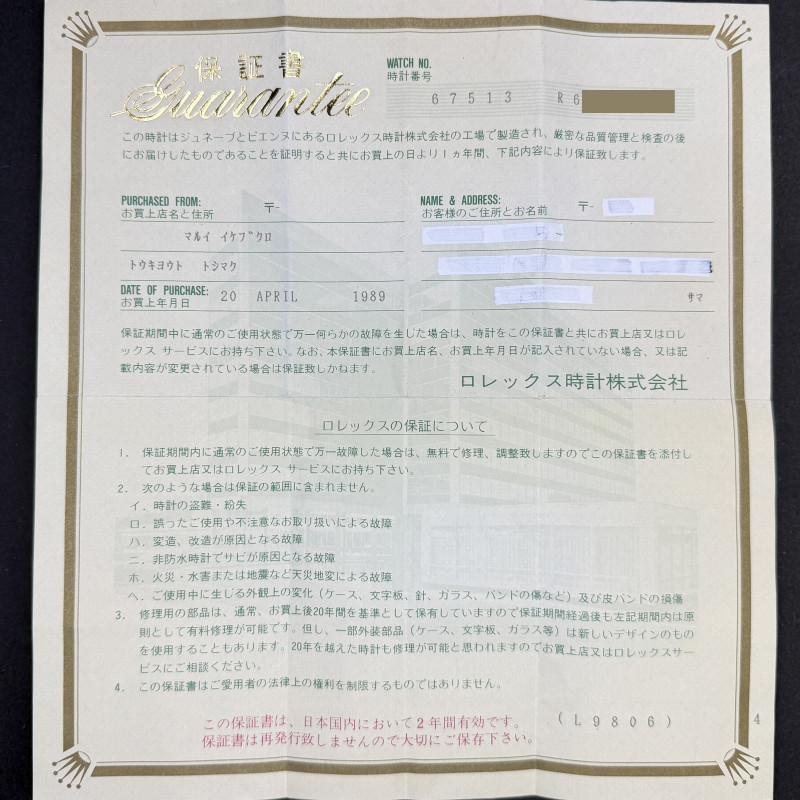 保証書
Guarantee
WATCH NO.
時計番号
67513 R6
この時計はジュネーブとビエンヌにあるロレックス時計株式会社の工場で製造され、厳密な品質管理と検査の後
にお届けしたものであることを証明すると共にお買上の日より1ヵ年間、下記内容により保証致します。
PURCHASED FROM:
お買上店名と住所 〒-
マルイ イケブクロ
トウキヨウト トシマク
DATE OF PURCHASE:
お買上年月日
20 APRIL 1989
NAME & ADDRESS:
お客様のご住所とお名前 〒-
サマ
保証期間中に通常のご使用状態で万一何らかの故障を生した場合は、時計をこの保証書と共にお買上店又はロレ
ックス サービスにお持ち下さい。なお、本保証書にお買上店名、お買上年月日が記入されていない場合、又は記
載内容が変更されている場合は保証致しかねます。
ロレックス時計株式会社
ロレックスの保証について
1. 保証期間内に通常のご使用状態で万一故障した場合は、無料で修理、調整致しますのでこの保証書を添付し
てお買上店又はロレックス サービスにお持ち下さい。
2. 次のような場合は保証の範囲に含まれません。
イ. 時計の盗難・紛失
ロ. 誤ったご使用や不注意なお取り扱いによる故障
ハ. 変造、改造が原因となる故障
ニ. 非防水時計でサビが原因となる故障
ホ. 火災・水害または地震など天災地変による故障
ヘ. ご使用中に生じる外観上の変化(ケース、文字板、針、ガラス、バンドの傷など)及び皮バンドの損傷
3. 修理用の部品は、通常、お買上後20年間を基準として保有していますので保証期間経過後も左記期間内は原
則として有料修理が可能です。但し、一部外装部品(ケース、文字板、ガラス等)は新しいデザインのもの
を使用することもあります。20年を越えた時計も修理が可能と思われますのでお買上店又はロレックスサー
ビスにご相談ください。
4. この保証書はご愛用者の法律上の権利を制限するものではありません。
この保証書は、日本国内において2年間有効です。
保証書は再発行致しませんので大切にご保存下さい。
(L9806)
4